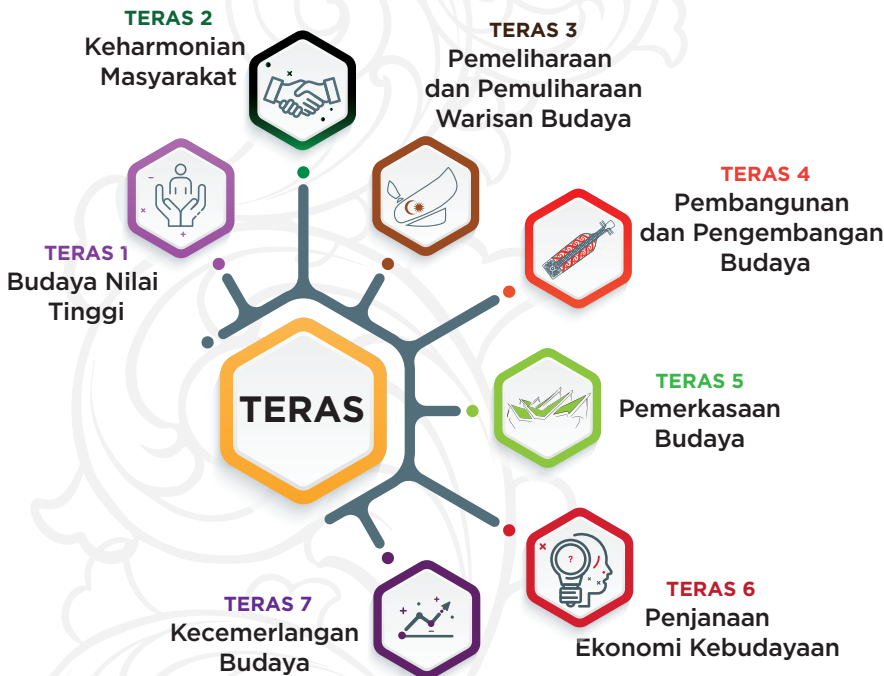 TERAS 1
Budaya Nilai
Tinggi
TERAS 2
Keharmonian
Masyarakat
TERAS 3
Pemeliharaan
dan Pemuliharaan
Warisan Budaya
TERAS 4
Pembangunan
dan Pengembangan
Budaya
TERAS
TERAS 5
Pemerkasaan
Budaya
TERAS 6
Penjanaan
Ekonomi Kebudayaan
TERAS 7
Kecemerlangan
Budaya